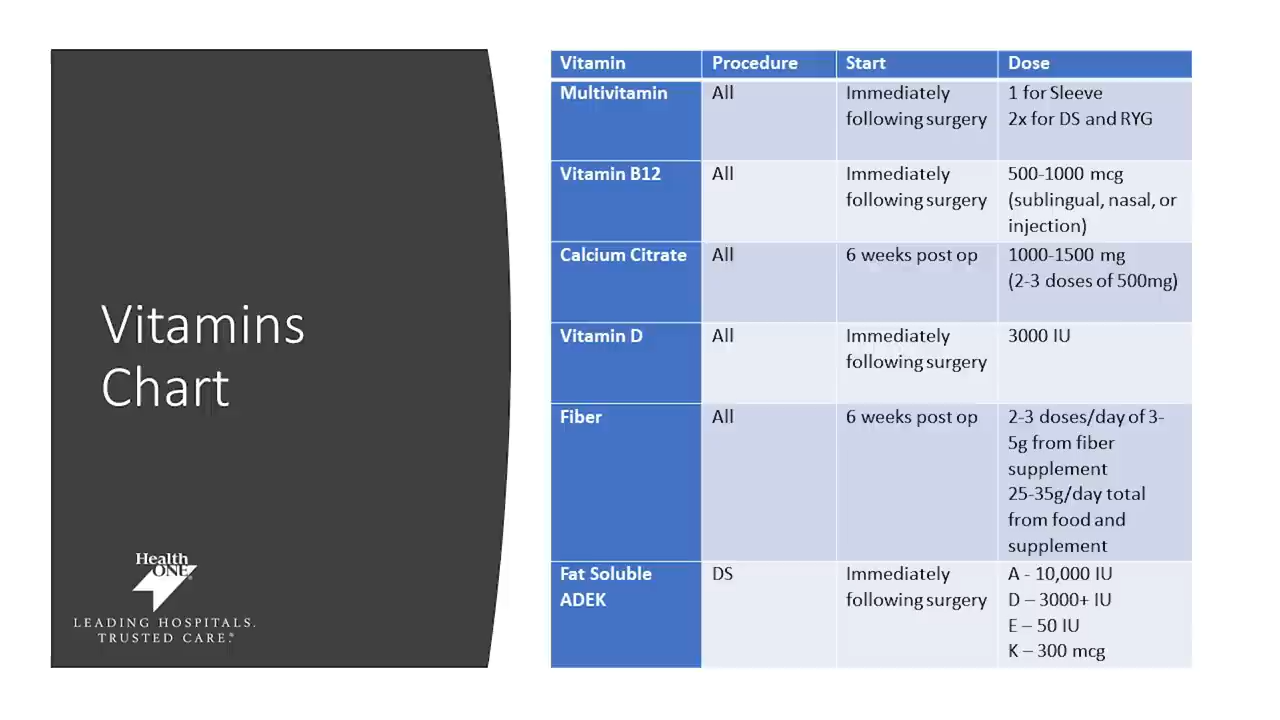 Vitamins
Chart
Health
ONE®
LEADING HOSPITALS.
TRUSTED CARE.®
Vitamin Procedure Start Dose
Multivitamin All Immediately following surgery 1 for Sleeve
2x for DS and RYG
Vitamin B12 All Immediately following surgery 500-1000 mcg
(sublingual, nasal, or
injection)
Calcium Citrate All 6 weeks post op 1000-1500 mg
(2-3 doses of 500mg)
Vitamin D All Immediately following surgery 3000 IU
Fiber All 6 weeks post op 2-3 doses/day of 3-
5g from fiber
supplement
25-35g/day total
from food and
supplement
Fat Soluble ADEK DS Immediately following surgery A - 10,000 IU
D – 3000+ IU
E – 50 IU
K – 300 mcg